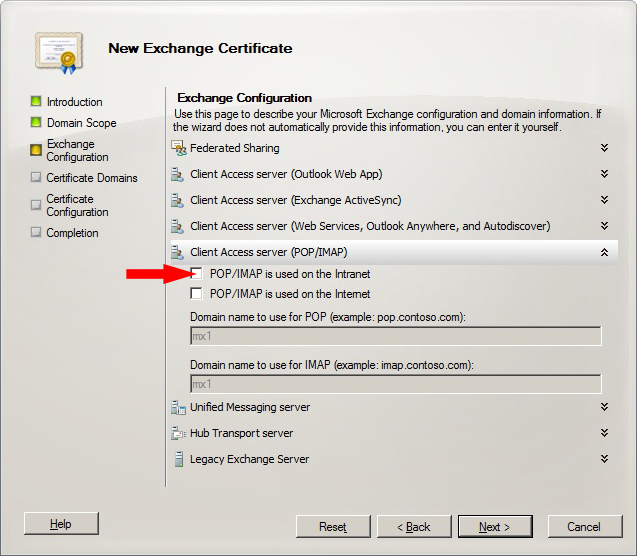 New Exchange Certificate
Introduction
Domain Scope
Exchange
Configuration
Certificate Domains
Certificate
Configuration
Completion
Exchange Configuration
Use this page to describe your Microsoft Exchange configuration and domain information. If
the wizard does not automatically provide this information, you can enter it yourself.
Federated Sharing
Client Access server (Outlook Web App)
Client Access server (Exchange ActiveSync)
Client Access server (Web Services, Outlook Anywhere, and Autodiscover)
Client Access server (POP/IMAP)
POP/IMAP is used on the Intranet
POP/IMAP is used on the Internet
Domain name to use for POP (example: pop.contoso.com):
mx1
Domain name to use for IMAP (example: imap.contoso.com):
mx1
Unified Messaging server
Hub Transport server
Legacy Exchange Server
Help
Reset
< Back
Next >
Cancel